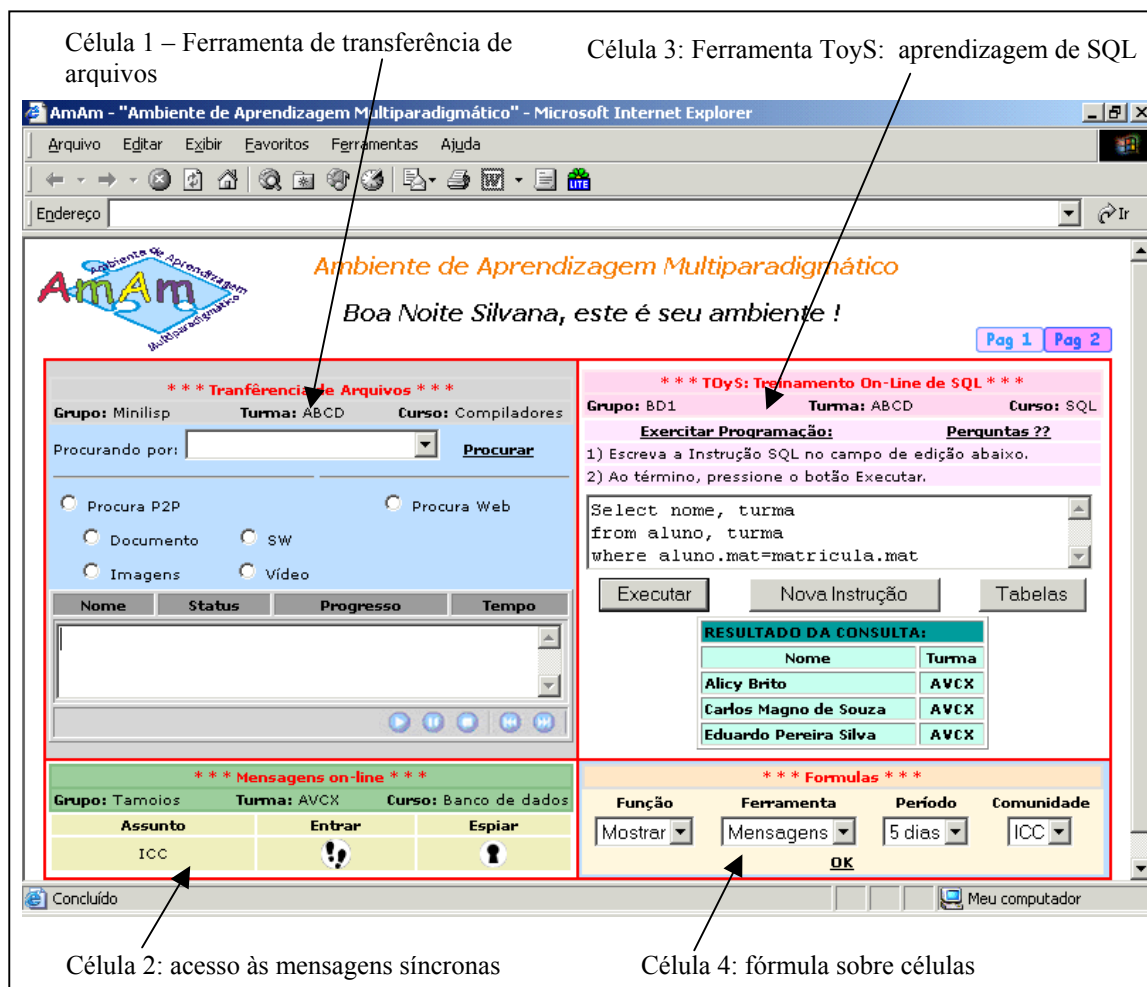 Célula 1 – Ferramenta de transferência de
arquivos
Célula 3: Ferramenta ToyS: aprendizagem de SQL
AmAm - "Ambiente de Aprendizagem Multiparadigmático" - Microsoft Internet Explorer
Arquivo Editar Exibir Favoritos Ferramentas Ajuda
LITE
Endereço
Ir
AmAm
Ambiente de Aprendizagem
Multiparadigmático
Ambiente de Aprendizagem Multiparadigmático
Boa Noite Silvana, este é seu ambiente !
Pag 1 Pag 2
* * * Tranfêrencia de Arquivos * * *
Grupo: Minilisp Turma: ABCD Curso: Compiladores
Procurando por: Procurar
Procura P2P Procura Web
Documento SW
Imagens Vídeo
Nome Status Progresso Tempo
* * * TOyS: Treinamento On-Line de SQL * * *
Grupo: BD1 Turma: ABCD Curso: SQL
Exercitar Programação: Perguntas ??
1) Escreva a Instrução SQL no campo de edição abaixo.
2) Ao término, pressione o botão Executar.
Select nome, turma
from aluno, turma
where aluno.mat=matricula.mat
Executar Nova Instrução Tabelas
RESULTADO DA CONSULTA:
Nome Turma
Alicy Brito AVCX
Carlos Magno de Souza AVCX
Eduardo Pereira Silva AVCX
* * * Mensagens on-line * * *
Grupo: Tamoios Turma: AVCX Curso: Banco de dados
Assunto Entrar Espiar
ICC
* * * Formulas * * *
Função Ferramenta Período Comunidade
Mostrar Mensagens 5 dias ICC
OK
Concluído
Meu computador
Célula 2: acesso às mensagens síncronas
Célula 4: fórmula sobre células